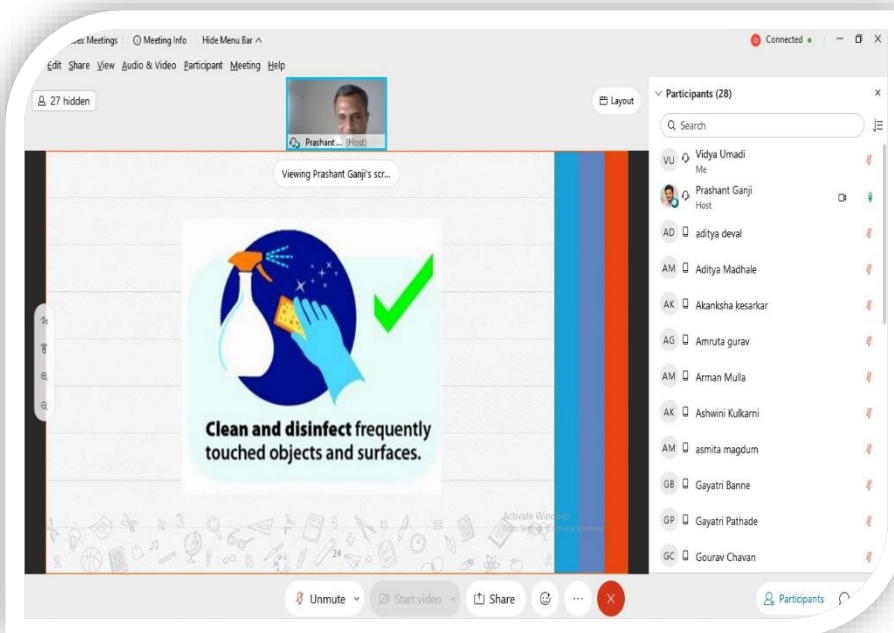 Meetings Meeting Info Hide Menu Bar
Connected
Edit Share View Audio & Video Participant Meeting Help
27 hidden
Prashant ... (Host)
Layout
Viewing Prashant Ganji's scr...
Clean and disinfect frequently
touched objects and surfaces.
24
Activate Windows
Participants (28)
Search
VU Vidya Umadi
Me
Prashant Ganji
Host
AD aditya deval
AM Aditya Madhale
AK Akanksha kesarkar
AG Amruta gurav
AM Arman Mulla
AK Ashwini Kulkarni
AM asmita magdum
GB Gayatri Banne
GP Gayatri Pathade
GC Gourav Chavan
Unmute Start video Share
Participants